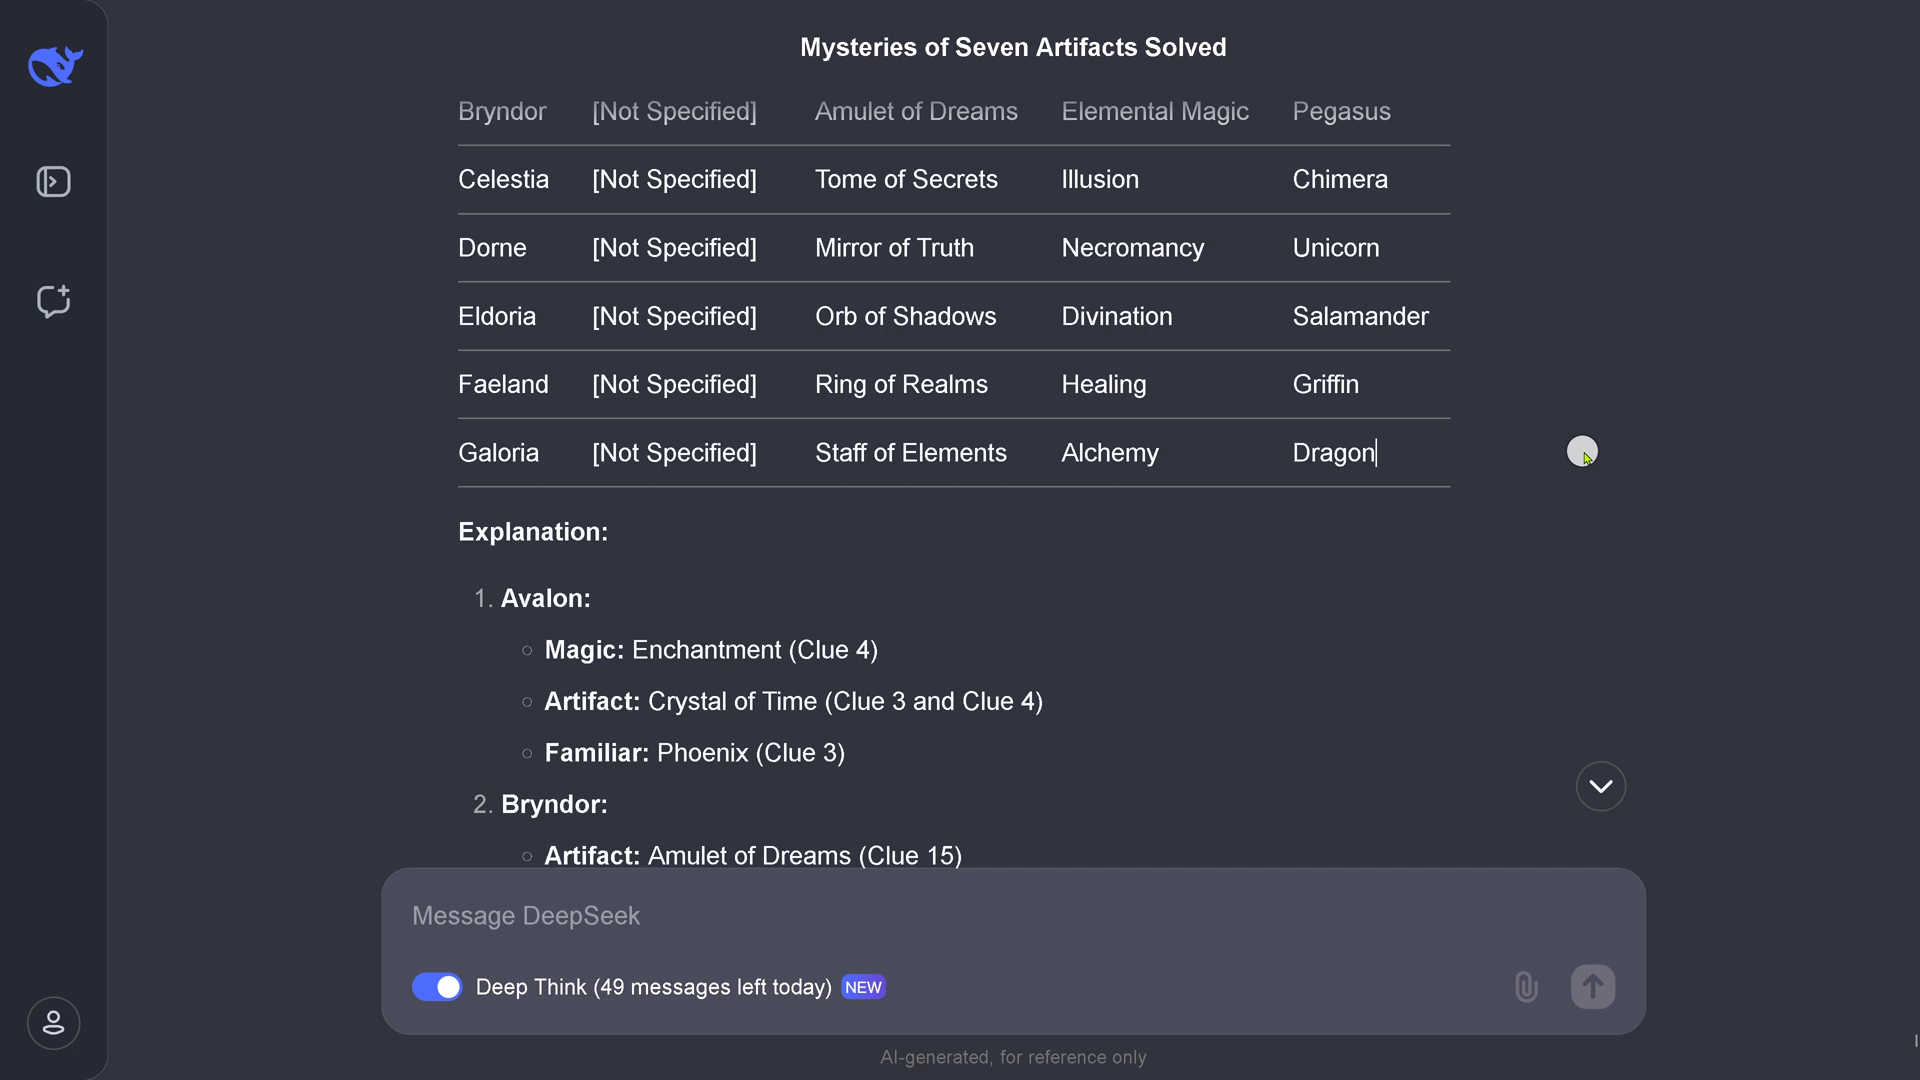 Mysteries of Seven Artifacts Solved
Bryndor [Not Specified] Amulet of Dreams Elemental Magic Pegasus
Celestia [Not Specified] Tome of Secrets Illusion Chimera
Dorne [Not Specified] Mirror of Truth Necromancy Unicorn
Eldoria [Not Specified] Orb of Shadows Divination Salamander
Faeland [Not Specified] Ring of Realms Healing Griffin
Galoria [Not Specified] Staff of Elements Alchemy Dragon
Explanation:
1. Avalon:
Magic: Enchantment (Clue 4)
Artifact: Crystal of Time (Clue 3 and Clue 4)
Familiar: Phoenix (Clue 3)
2. Bryndor:
Artifact: Amulet of Dreams (Clue 15)
Message DeepSeek
Deep Think (49 messages left today) NEW
AI-generated, for reference only